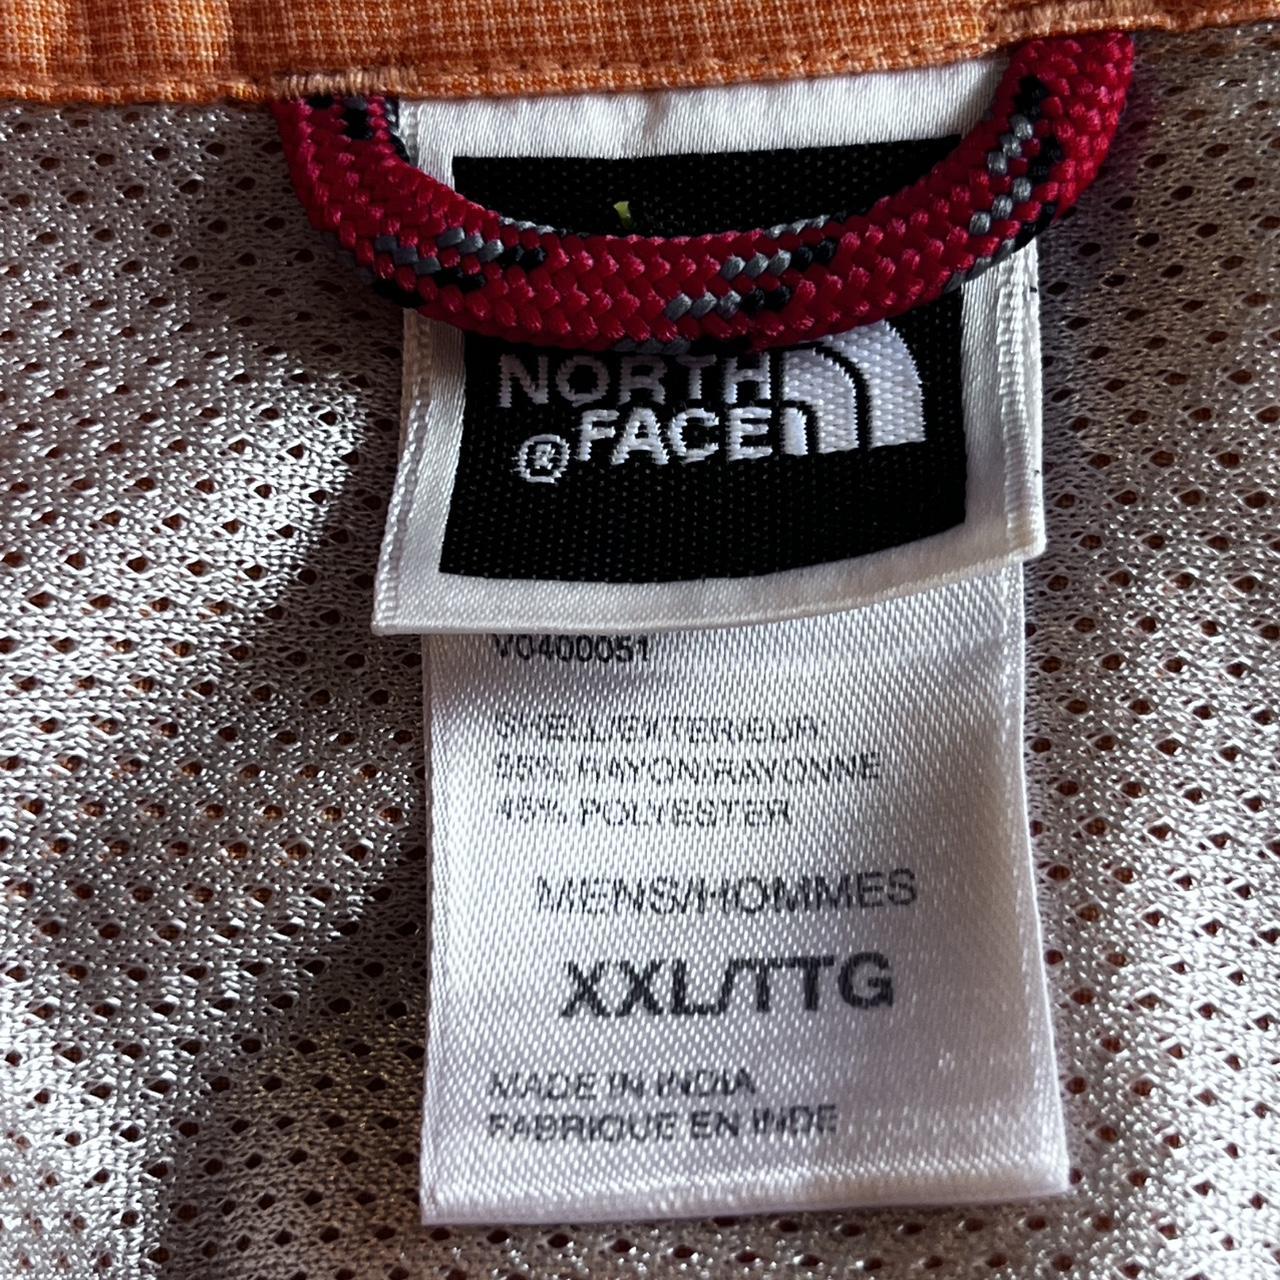 NORTH
® FACE
V0400051
SHELL/EXTERIEUR
55% RAYON/RAYONNE
45% POLYESTER
MENS/HOMMES
XXL/TTG
MADE IN INDIA
FABRIQUE EN INDE